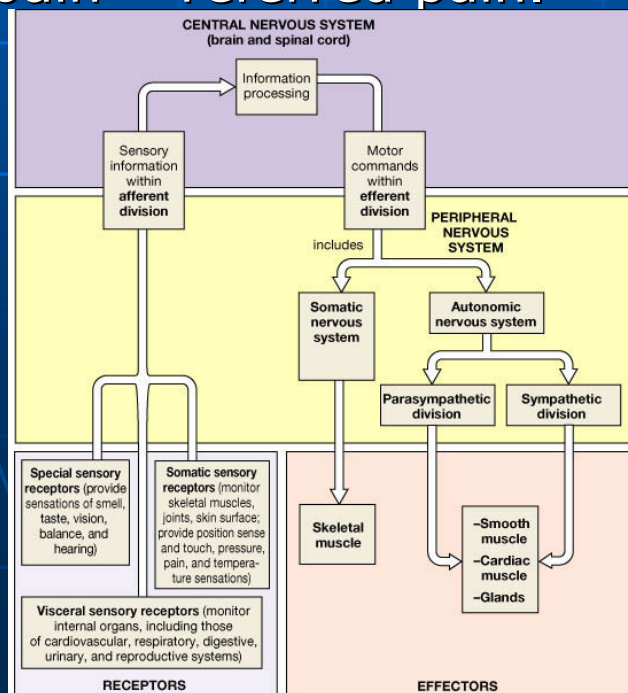 pain – referred pain.
CENTRAL NERVOUS SYSTEM
(brain and spinal cord)
Information
processing
Sensory
information
within
afferent
division
Motor
commands
within
efferent
division
PERIPHERAL
NERVOUS
SYSTEM
includes
Somatic
nervous
system
Autonomic
nervous system
Parasympathetic
division
Sympathetic
division
Special sensory
receptors (provide
sensations of smell,
taste, vision,
balance, and
hearing)
Somatic sensory
receptors (monitor
skeletal muscles,
joints, skin surface;
provide position sense
and touch, pressure,
pain, and tempera-
ture sensations)
Visceral sensory receptors (monitor
internal organs, including those
of cardiovascular, respiratory, digestive,
urinary, and reproductive systems)
Skeletal
muscle
–Smooth
muscle
–Cardiac
muscle
–Glands
RECEPTORS
EFFECTORS